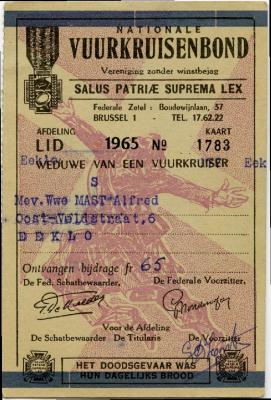 NATIONALE
VUURKRUISENBOND
Vereniging zonder winstbejag
SALUS PATRIÆ SUPREMA LEX
Federale Zetel : Boudewijnlaan, 57
BRUSSEL 1 - TEL. 17.62.22
AFDELING KAART
LID 1965 No 1783
Eeklo Eek
WEDUWE VAN EEN VUURKRUISER
S
Mev.Wwe MAST Alfred
Oost-Veldstraat,6
EEKLO
Ontvangen bijdrage fr 65
De Fed. Schatbewaarder, De Federale Voorzitter,
Voor de Afdeling
De Schatbewaarder De Titularis De Voorzitter
HET DOODSGEVAAR WAS
HUN DAGELIJKS BROOD